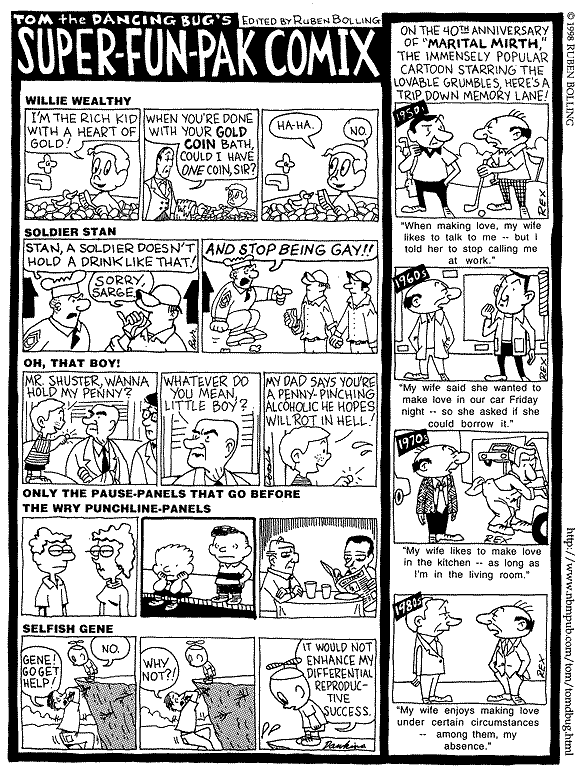 TOM the DANCING BUG'S
EDITED BY RUBEN BOLLING
SUPER-FUN-PAK COMIX
WILLIE WEALTHY
I'M THE RICH KID
WITH A HEART OF
GOLD!
WHEN YOU'RE DONE
WITH YOUR GOLD
COIN BATH,
COULD I HAVE
ONE COIN, SIR?
HA-HA.
NO.
SOLDIER STAN
STAN, A SOLDIER DOESN'T
HOLD A DRINK LIKE THAT!
SORRY,
SARGE.
AND STOP BEING GAY!!
OH, THAT BOY!
MR. SHUSTER, WANNA
HOLD MY PENNY?
WHATEVER DO
YOU MEAN,
LITTLE BOY?
MY DAD SAYS YOU'RE
A PENNY-PINCHING
ALCOHOLIC HE HOPES
WILL ROT IN HELL!
ONLY THE PAUSE-PANELS THAT GO BEFORE
THE WRY PUNCHLINE-PANELS
SELFISH GENE
GENE!
GO GET
HELP!
NO.
WHY
NOT?!
IT WOULD NOT
ENHANCE MY
DIFFERENTIAL
REPRODUC-
TIVE
SUCCESS.
Dawkins
ON THE 40TH ANNIVERSARY
OF "MARITAL MIRTH,"
THE IMMENSELY POPULAR
CARTOON STARRING THE
LOVABLE GRUMBLES, HERE'S A
TRIP DOWN MEMORY LANE!
1950s
REX
"When making love, my wife
likes to talk to me -- but I
told her to stop calling me
at work."
1960s
REX
"My wife said she wanted to
make love in our car Friday
night -- so she asked if she
could borrow it."
1970s
REX
"My wife likes to make love
in the kitchen -- as long as
I'm in the living room."
1980s
REX
"My wife enjoys making love
under certain circumstances
-- among them, my
absence."
© 1998 RUBEN BOLLING
http://www.nbmpub.com/tom/tomdbug.html